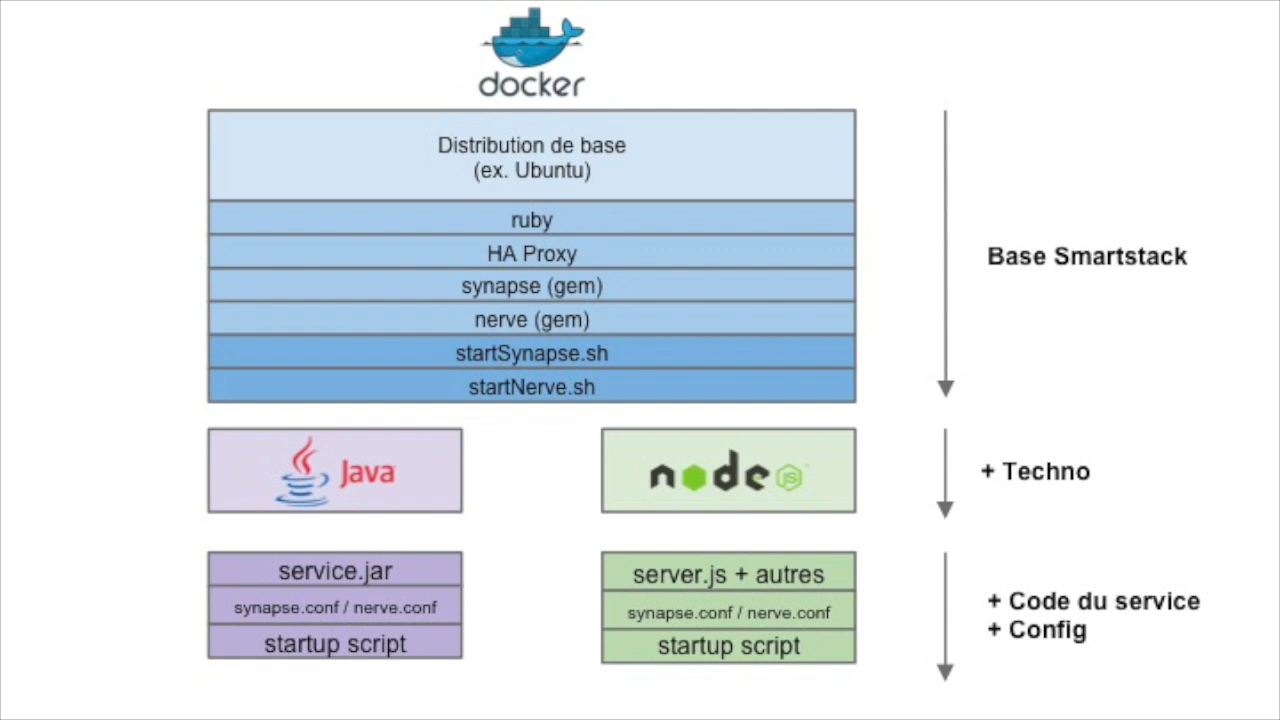 docker
Distribution de base
(ex. Ubuntu)
ruby
HA Proxy
synapse (gem)
nerve (gem)
startSynapse.sh
startNerve.sh
Base Smartstack
Java
node JS
+ Techno
service.jar
synapse.conf / nerve.conf
startup script
server.js + autres
synapse.conf / nerve.conf
startup script
+ Code du service
+ Config